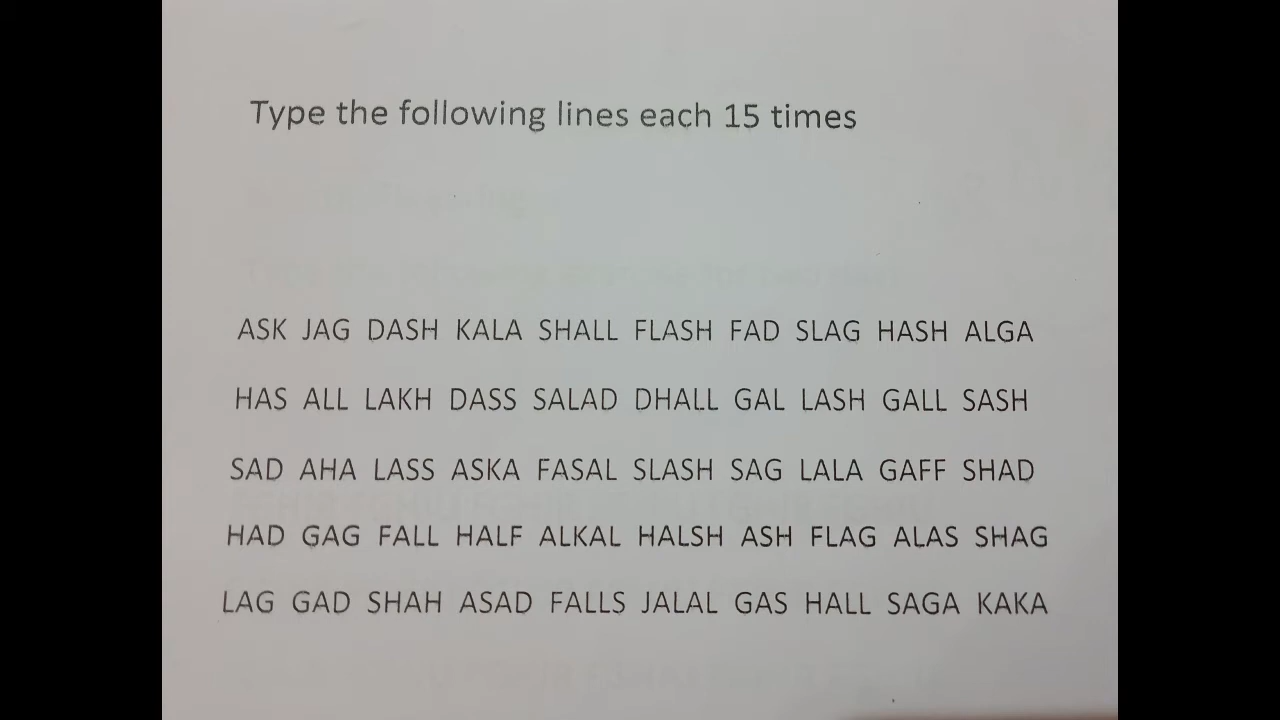 Type the following lines each 15 times
ASK JAG DASH KALA SHALL FLASH FAD SLAG HASH ALGA
HAS ALL LAKH DASS SALAD DHALL GAL LASH GALL SASH
SAD AHA LASS ASKA FASAL SLASH SAG LALA GAFF SHAD
HAD GAG FALL HALF ALKAL HALSH ASH FLAG ALAS SHAG
LAG GAD SHAH ASAD FALLS JALAL GAS HALL SAGA KAKA